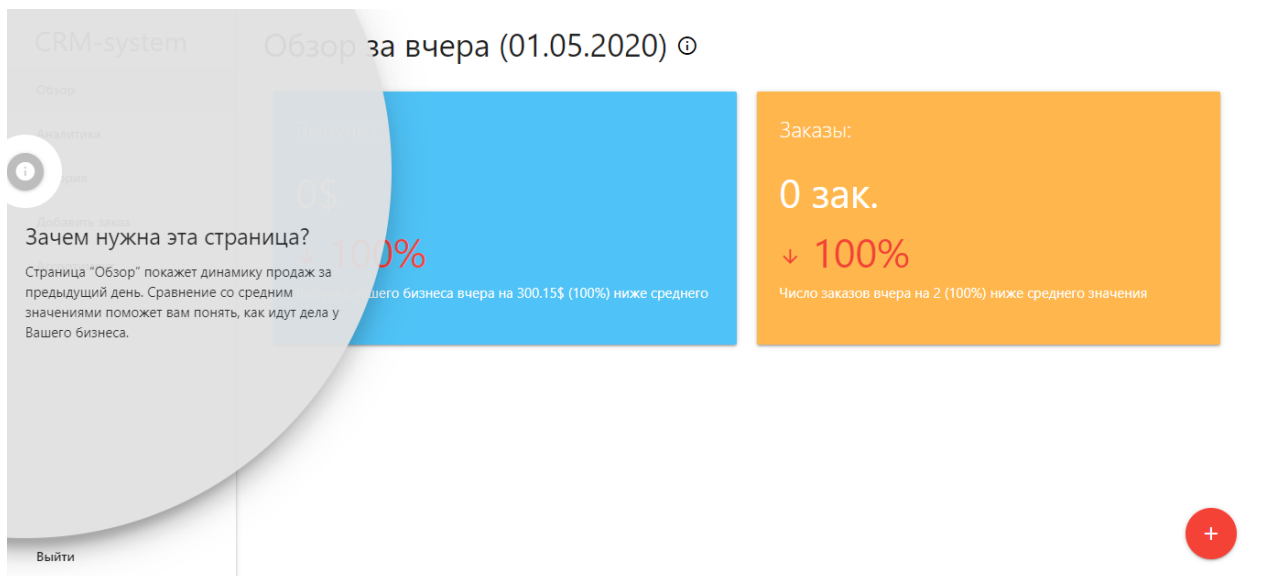 CRM-system
Обзор за вчера (01.05.2020)
Обзор
Аналитика
Добавить заказ
Зачем нужна эта страница?
Страница "Обзор" покажет динамику продаж за
предыдущий день. Сравнение со средним
значениями поможет вам понять, как идут дела у
Вашего бизнеса.
Выйти
0$
100%
бизнеса вчера на 300.15$ (100%) ниже среднего
Заказы:
0 зак.
100%
Число заказов вчера на 2 (100%) ниже среднего значения
+